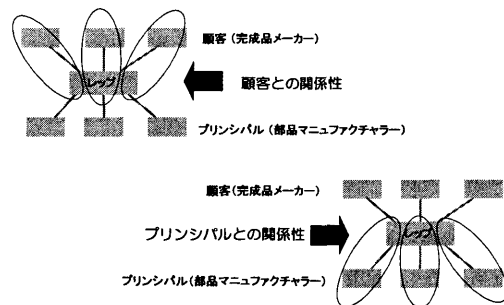 顧客（完成品メーカー）
レップ
顧客との関係性
プリンシパル（部品マニュファクチャラー）
顧客（完成品メーカー）
プリンシパルとの関係性
レップ
プリンシパル（部品マニュファクチャラー）